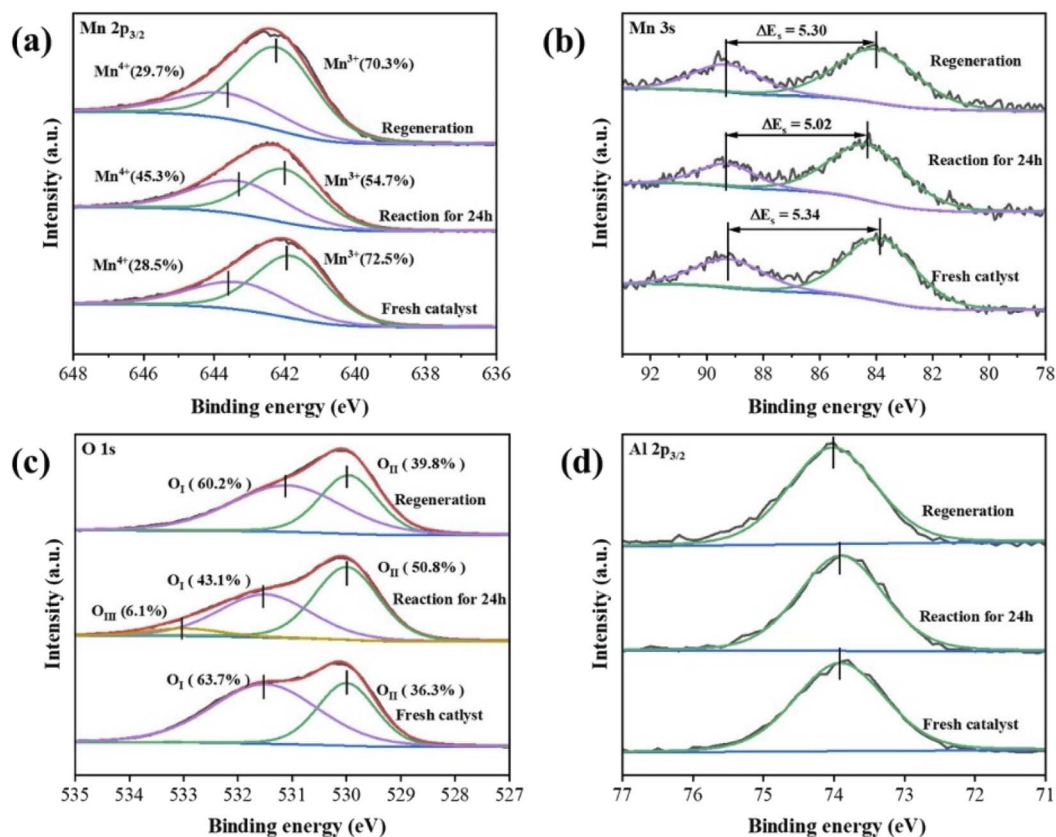 (a)
Mn 2p3/2
Mn4+(29.7%)
Mn3+(70.3%)
Regeneration
Mn4+(45.3%)
Mn3+(54.7%)
Reaction for 24h
Mn4+(28.5%)
Mn3+(72.5%)
Fresh catalyst
Intensity (a.u.)
648 646 644 642 640 638 636
Binding energy (eV)
(b)
Mn 3s
ΔEs = 5.30
Regeneration
ΔEs = 5.02
Reaction for 24h
ΔEs = 5.34
Fresh catlyst
Intensity (a.u.)
92 90 88 86 84 82 80 78
Binding energy (eV)
(c)
O 1s
OI ( 60.2% )
OII ( 39.8% )
Regeneration
OI ( 43.1% )
OII ( 50.8% )
OIII (6.1%)
Reaction for 24h
OI ( 63.7% )
OII ( 36.3% )
Fresh catlyst
Intensity (a.u.)
535 534 533 532 531 530 529 528 527
Binding energy (eV)
(d)
Al 2p3/2
Regeneration
Reaction for 24h
Fresh catalyst
Intensity (a.u.)
77 76 75 74 73 72 71
Binding energy (eV)